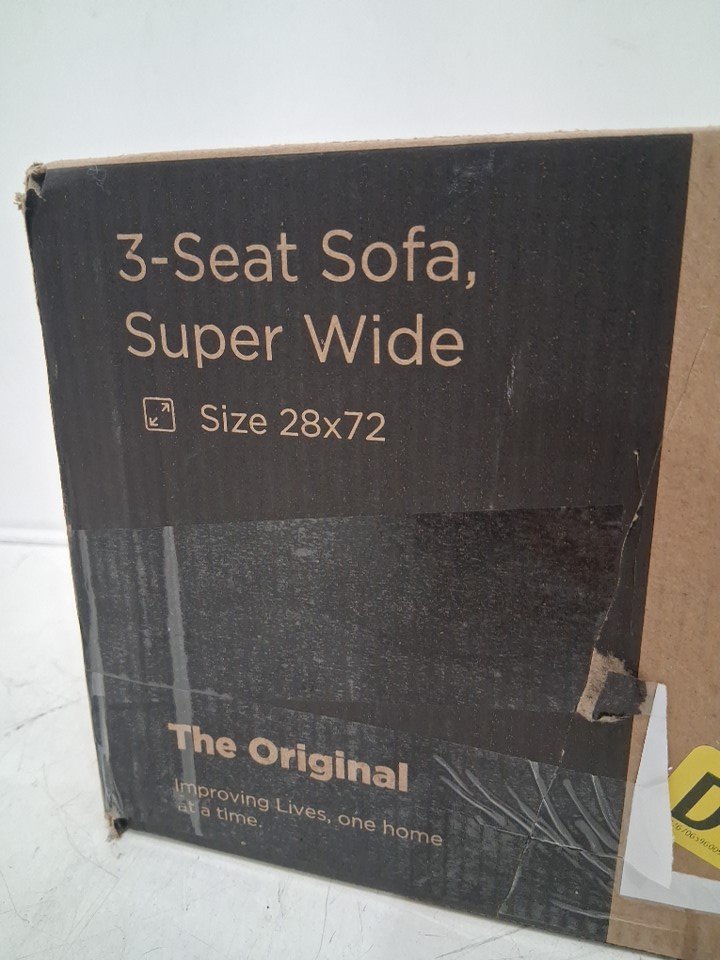 3-Seat Sofa,
Super Wide
Size 28x72
The Original
Improving Lives, one home
at a time.
D